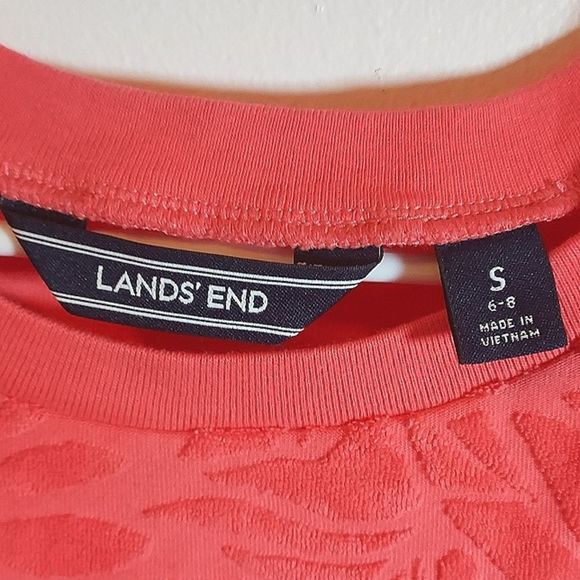 LANDS' END
S
6-8
MADE IN
VIETNAM